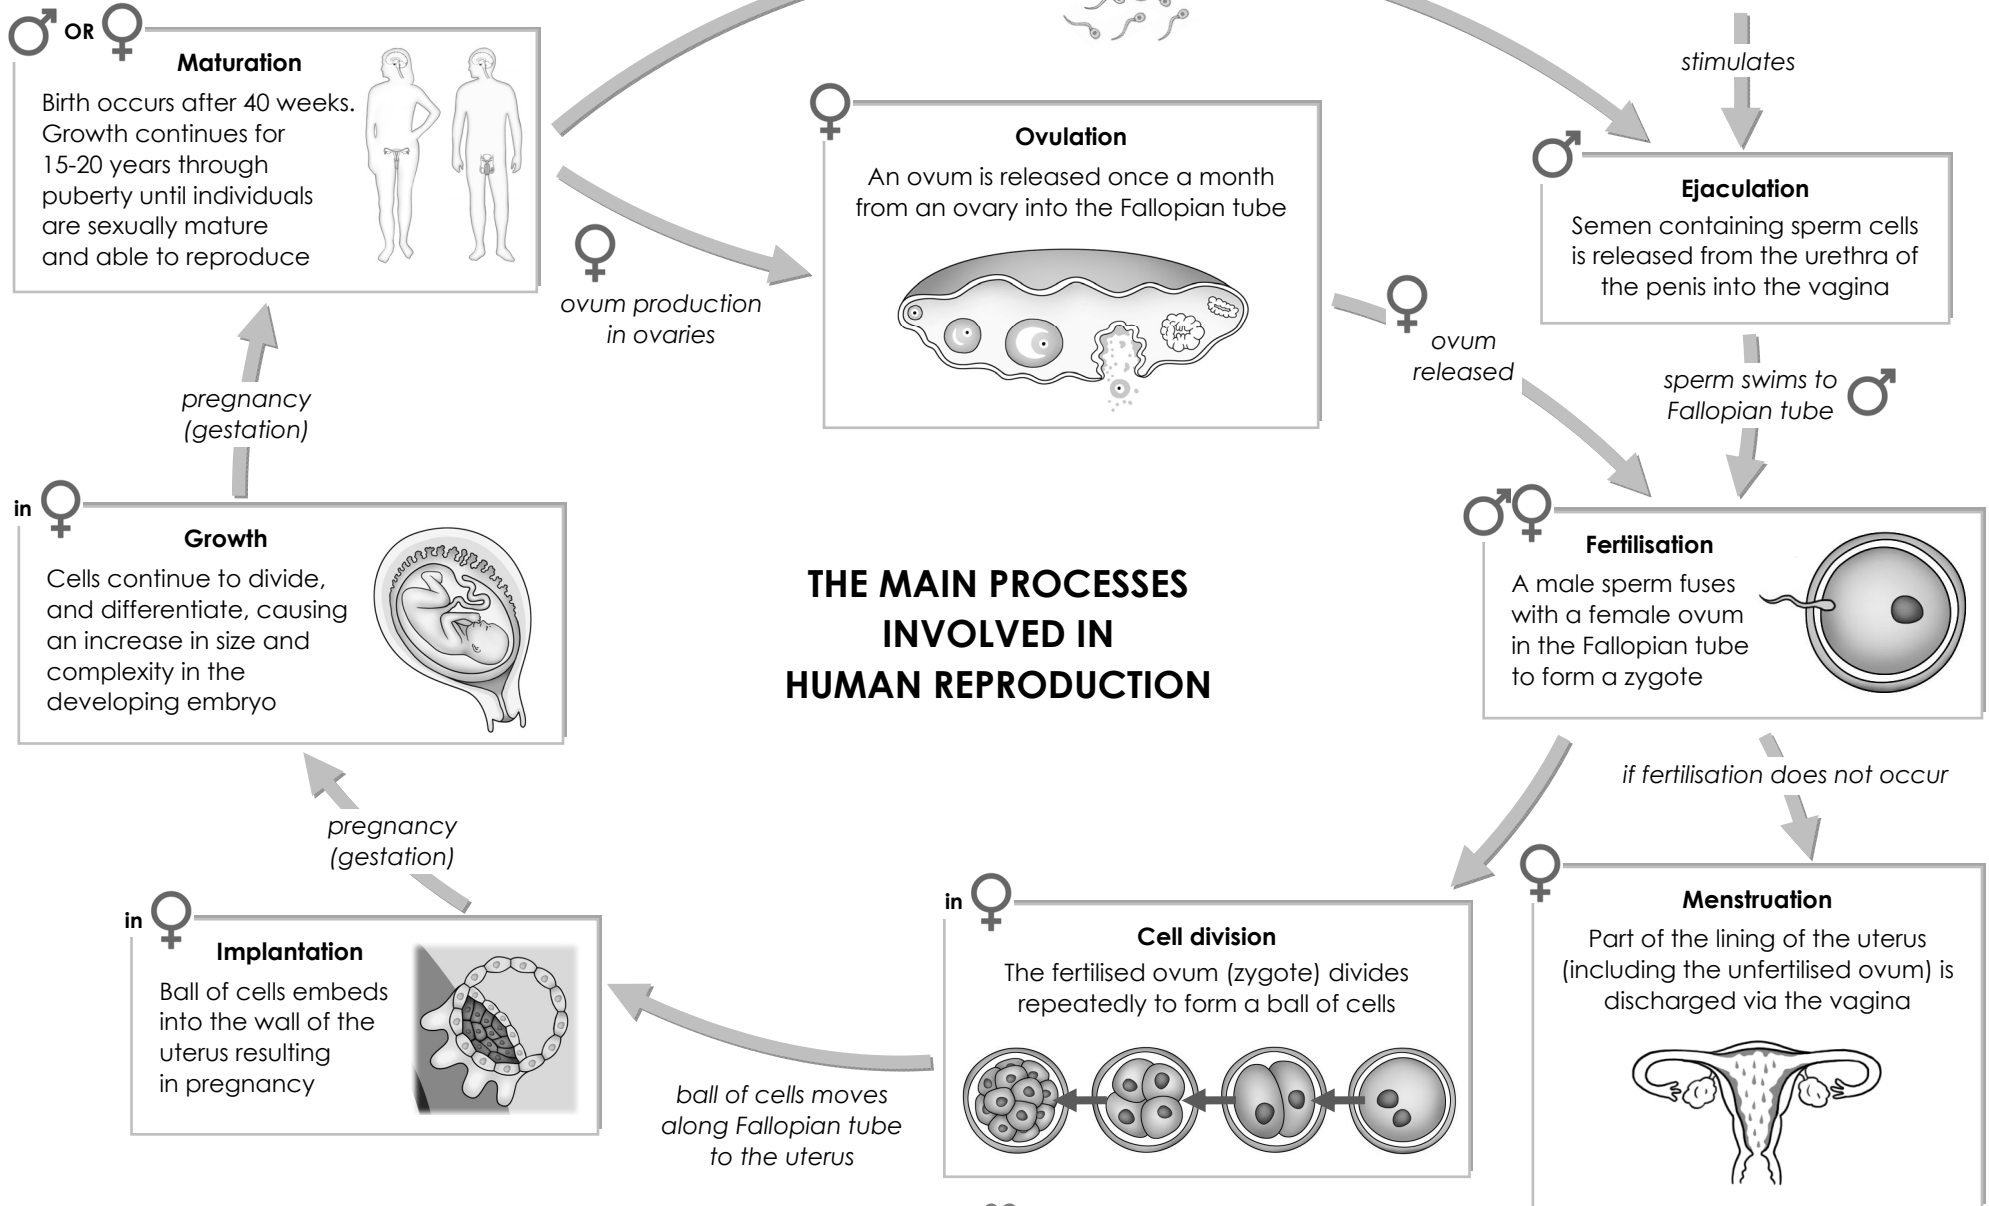 OR
Maturation
Birth occurs after 40 weeks.
Growth continues for
15-20 years through
puberty until individuals
are sexually mature
and able to reproduce
stimulates
Ovulation
An ovum is released once a month
from an ovary into the Fallopian tube
Ejaculation
Semen containing sperm cells
is released from the urethra of
the penis into the vagina
ovum production
in ovaries
ovum
released
sperm swims to
Fallopian tube
pregnancy
(gestation)
in
Growth
Cells continue to divide,
and differentiate, causing
an increase in size and
complexity in the
developing embryo
THE MAIN PROCESSES
INVOLVED IN
HUMAN REPRODUCTION
Fertilisation
A male sperm fuses
with a female ovum
in the Fallopian tube
to form a zygote
if fertilisation does not occur
pregnancy
(gestation)
in
Implantation
Ball of cells embeds
into the wall of the
uterus resulting
in pregnancy
ball of cells moves
along Fallopian tube
to the uterus
in
Cell division
The fertilised ovum (zygote) divides
repeatedly to form a ball of cells
Menstruation
Part of the lining of the uterus
(including the unfertilised ovum) is
discharged via the vagina